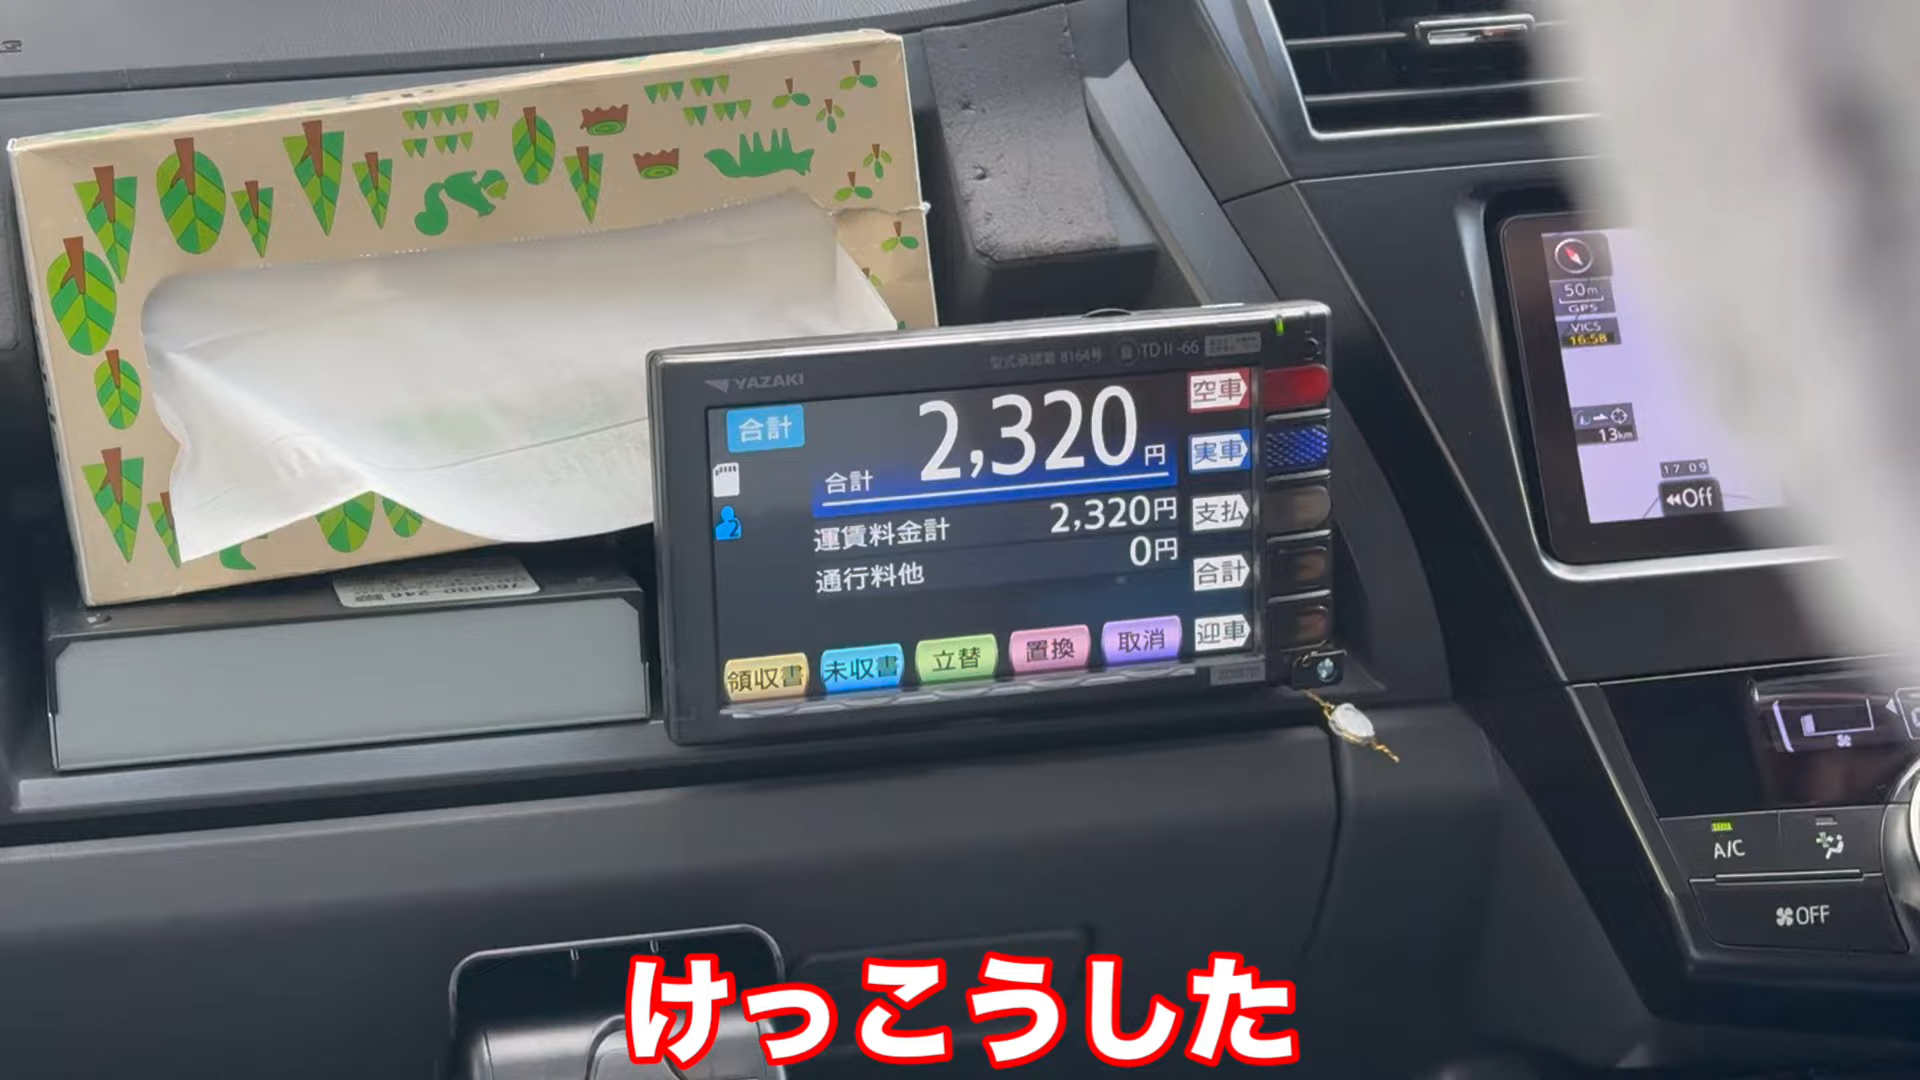 YAZAKI
型式承認第 8164号
TD II-66
合計
2,320
円
合計
運賃料金計
2,320円
通行料他
0円
領収書
未収書
立替
置換
取消
空車
実車
支払
合計
迎車
2
50m
GPS
VICS
16:58
13km
17 09
Off
A/C
OFF
けっこうした